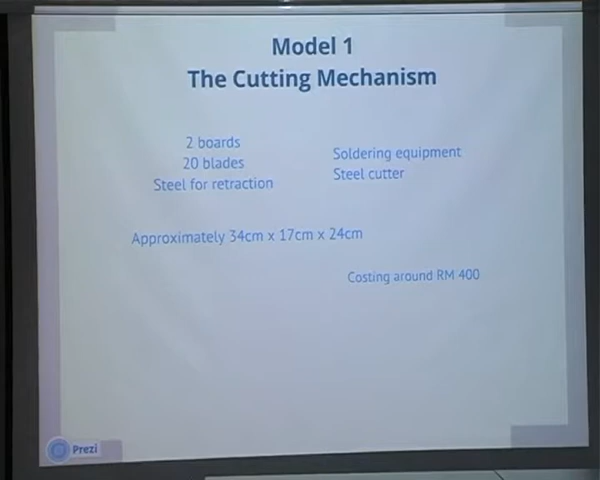 Model 1
The Cutting Mechanism
2 boards
20 blades
Steel for retraction
Soldering equipment
Steel cutter
Approximately 34cm x 17cm x 24cm
Costing around RM 400
Prezi